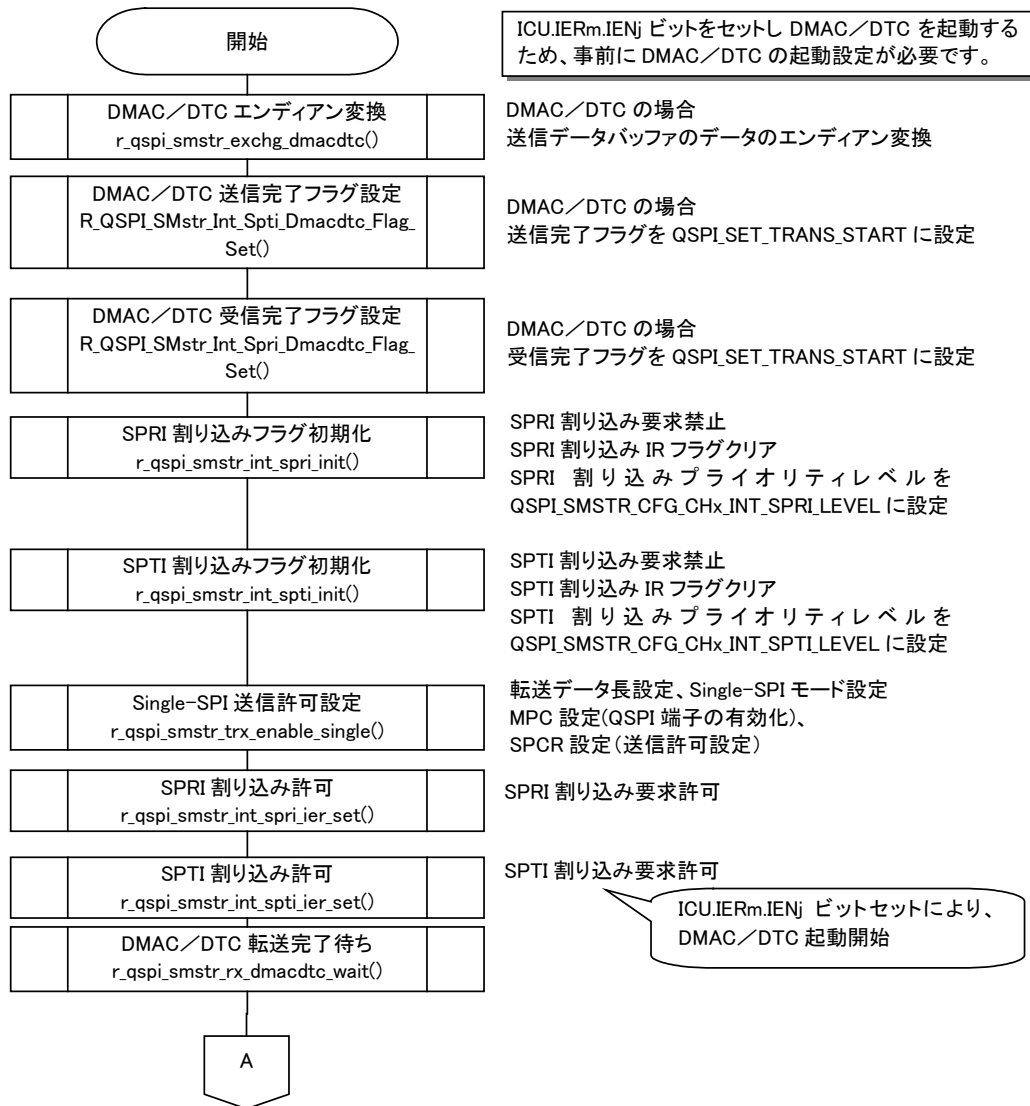 開始
ICU.IERm.IENj ビットをセットし DMAC／DTC を起動する
ため、事前に DMAC／DTC の起動設定が必要です。
DMAC／DTC エンディアン変換
r_qspi_smstr_exchg_dmacdtc()
DMAC／DTC の場合
送信データバッファのデータのエンディアン変換
DMAC／DTC 送信完了フラグ設定
R_QSPI_SMstr_Int_Spti_Dmacdtc_Flag_
Set()
DMAC／DTC の場合
送信完了フラグを QSPI_SET_TRANS_START に設定
DMAC／DTC 受信完了フラグ設定
R_QSPI_SMstr_Int_Spri_Dmacdtc_Flag_
Set()
DMAC／DTC の場合
受信完了フラグを QSPI_SET_TRANS_START に設定
SPRI 割り込みフラグ初期化
r_qspi_smstr_int_spri_init()
SPRI 割り込み要求禁止
SPRI 割り込み IR フラグクリア
SPRI 割り込みプライオリティレベルを
QSPI_SMSTR_CFG_CHx_INT_SPRI_LEVEL に設定
SPTI 割り込みフラグ初期化
r_qspi_smstr_int_spti_init()
SPTI 割り込み要求禁止
SPTI 割り込み IR フラグクリア
SPTI 割り込みプライオリティレベルを
QSPI_SMSTR_CFG_CHx_INT_SPTI_LEVEL に設定
Single-SPI 送信許可設定
r_qspi_smstr_trx_enable_single()
転送データ長設定、Single-SPI モード設定
MPC 設定(QSPI 端子の有効化)、
SPCR 設定（送信許可設定）
SPRI 割り込み許可
r_qspi_smstr_int_spri_ier_set()
SPRI 割り込み要求許可
SPTI 割り込み許可
r_qspi_smstr_int_spti_ier_set()
SPTI 割り込み要求許可
ICU.IERm.IENj ビットセットにより、
DMAC／DTC 起動開始
DMAC／DTC 転送完了待ち
r_qspi_smstr_rx_dmacdtc_wait()
A